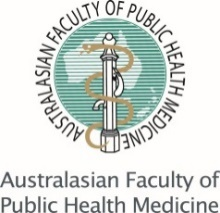 AUSTRALASIAN FACULTY OF PUBLIC HEALTH MEDICINE
Australasian Faculty of
Public Health Medicine